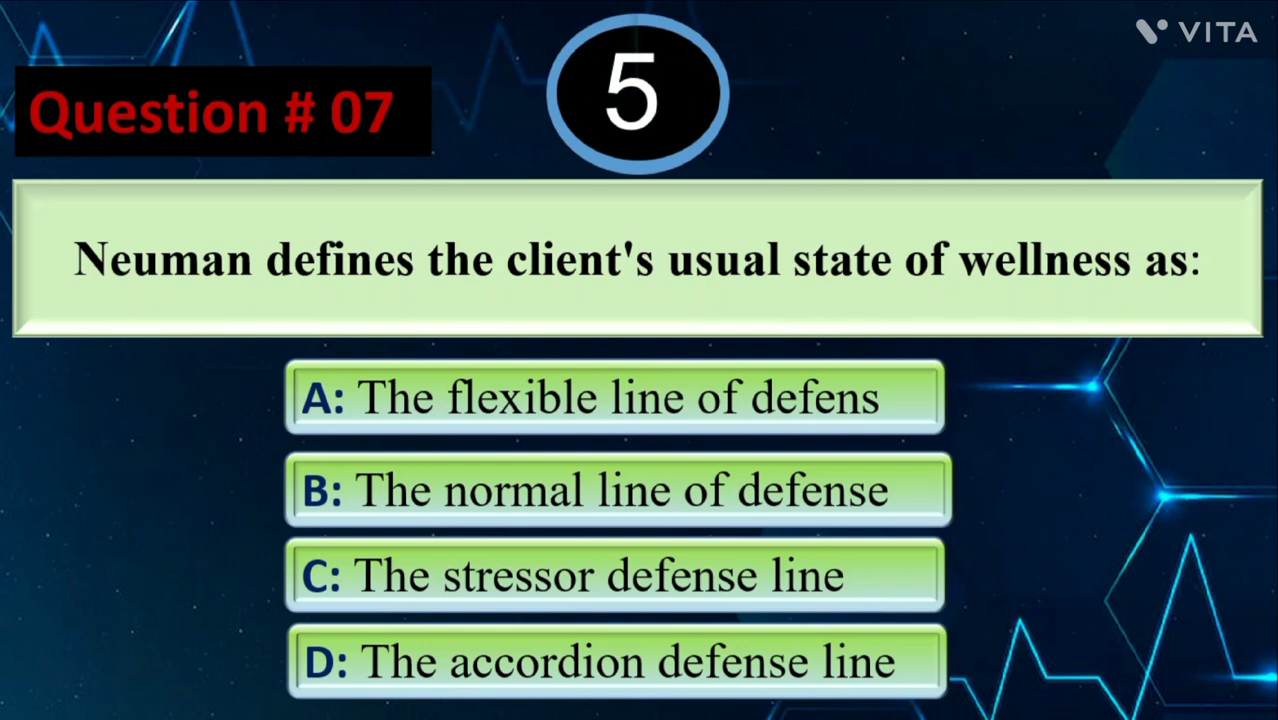 VITA
5
Question # 07
Neuman defines the client's usual state of wellness as:
A: The flexible line of defens
B: The normal line of defense
C: The stressor defense line
D: The accordion defense line